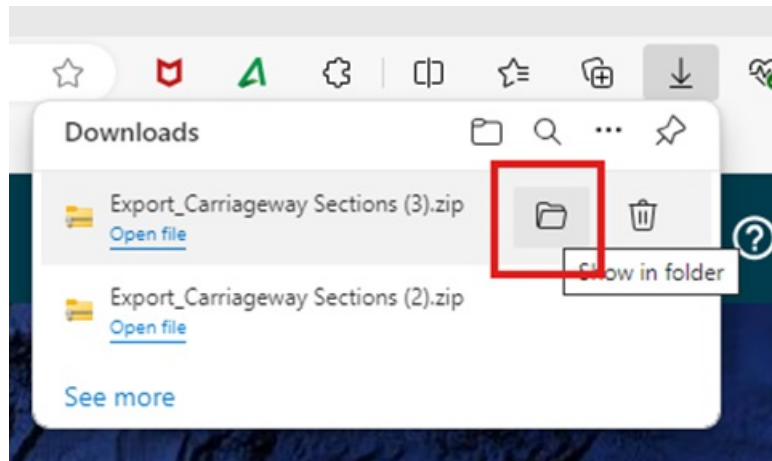 Downloads
Export_Carriageway Sections (3).zip
Open file
Show in folder
Export_Carriageway Sections (2).zip
Open file
See more